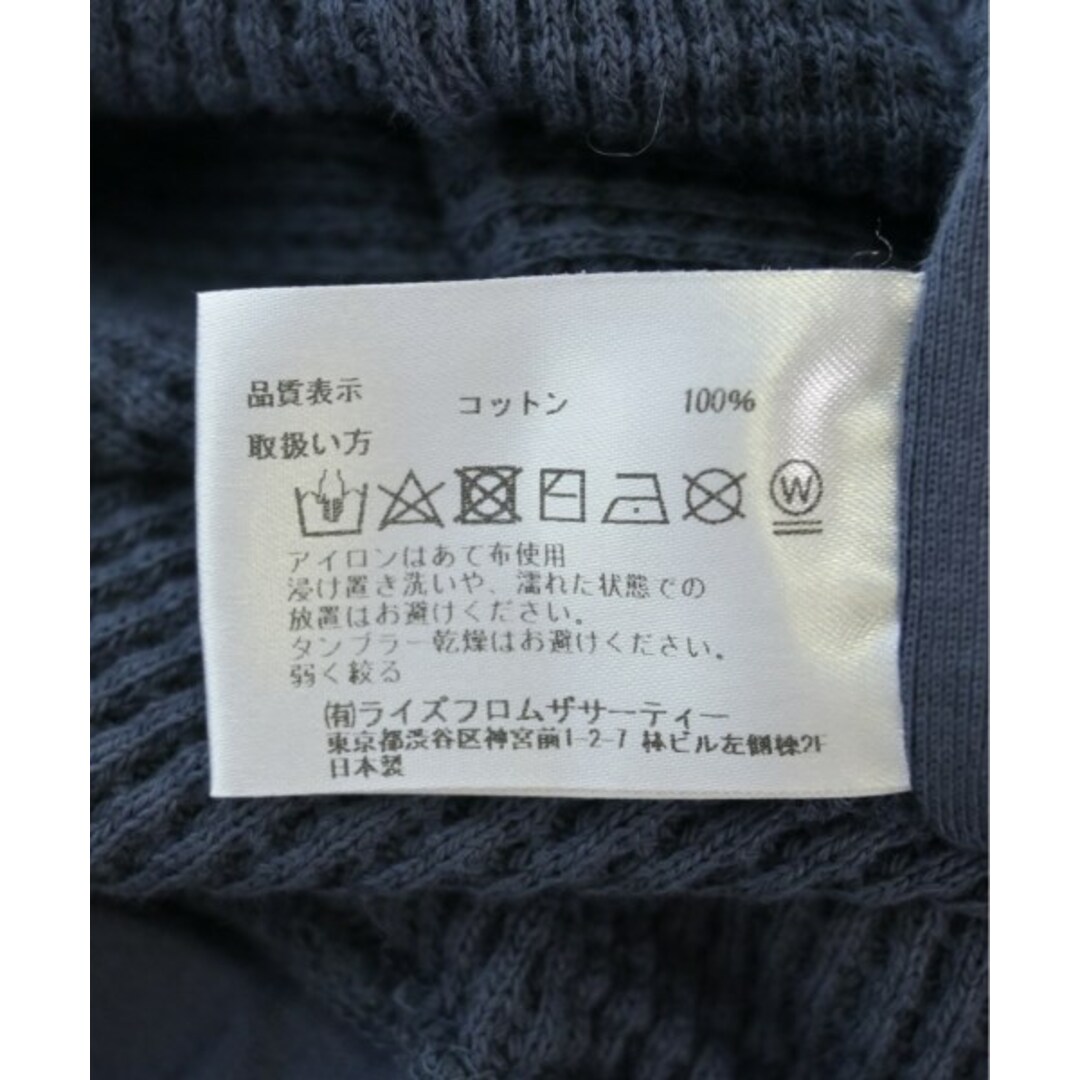 品質表示 コットン 100%
取扱い方
W
アイロンはあて布使用
浸け置き洗いや、濡れた状態での
放置はお避けください。
タンブラー乾燥はお避けください。
弱く絞る
㈲ライズフロムザサーティー
東京都渋谷区神宮前1-2-7 林ビル左側棟2F
日本製